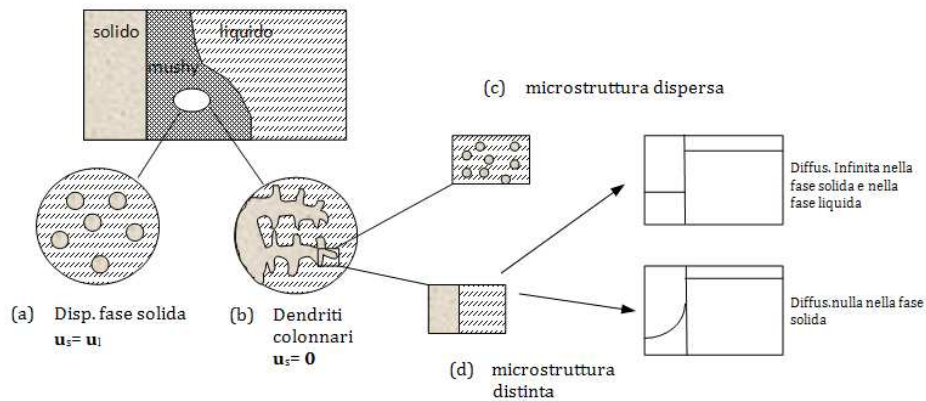 solido
liquido
mushy
(c) microstruttura dispersa
Diffus. Infinita nella
fase solida e nella
fase liquida
(a) Disp. fase solida
us= ul
(b) Dendriti
colonnari
us= 0
Diffus.nulla nella fase
solida
(d) microstruttura
distinta